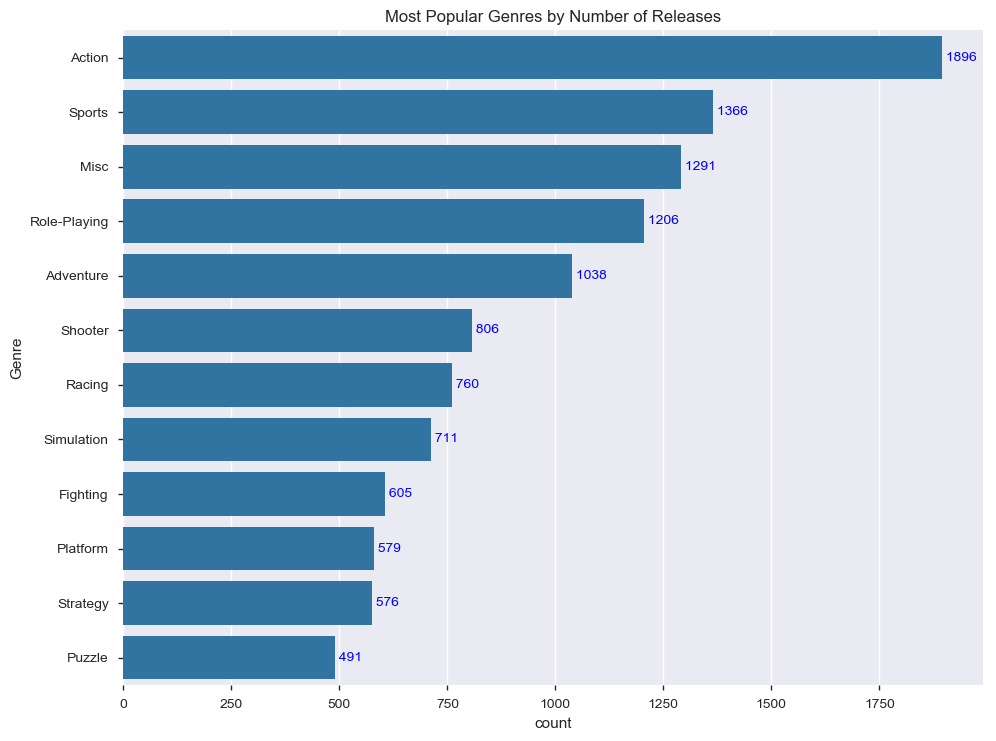 Most Popular Genres by Number of Releases
Genre
Action 1896
Sports 1366
Misc 1291
Role-Playing 1206
Adventure 1038
Shooter 806
Racing 760
Simulation 711
Fighting 605
Platform 579
Strategy 576
Puzzle 491
0 250 500 750 1000 1250 1500 1750
count